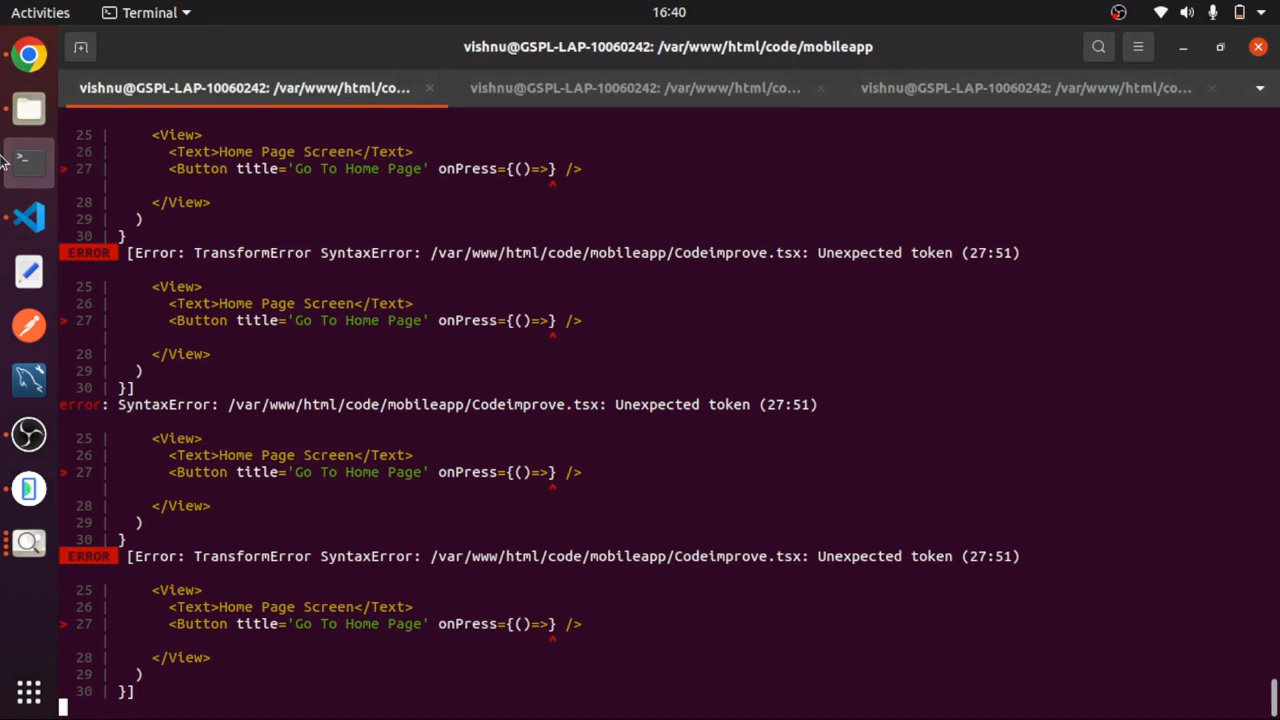 Activities
Terminal
16:40
vishnu@GSPL-LAP-10060242: /var/www/html/code/mobileapp
vishnu@GSPL-LAP-10060242: /var/www/html/co...
vishnu@GSPL-LAP-10060242: /var/www/html/co...
vishnu@GSPL-LAP-10060242: /var/www/html/co...
25 |     <View>
26 |       <Text>Home Page Screen</Text>
> 27 |       <Button title='Go To Home Page' onPress={()=>} />
|                                                    ^
28 |     </View>
29 |   )
30 | }
ERROR [Error: TransformError SyntaxError: /var/www/html/code/mobileapp/Codeimprove.tsx: Unexpected token (27:51)
25 |     <View>
26 |       <Text>Home Page Screen</Text>
> 27 |       <Button title='Go To Home Page' onPress={()=>} />
|                                                    ^
28 |     </View>
29 |   )
30 | }]
error: SyntaxError: /var/www/html/code/mobileapp/Codeimprove.tsx: Unexpected token (27:51)
25 |     <View>
26 |       <Text>Home Page Screen</Text>
> 27 |       <Button title='Go To Home Page' onPress={()=>} />
|                                                    ^
28 |     </View>
29 |   )
30 | }
ERROR [Error: TransformError SyntaxError: /var/www/html/code/mobileapp/Codeimprove.tsx: Unexpected token (27:51)
25 |     <View>
26 |       <Text>Home Page Screen</Text>
> 27 |       <Button title='Go To Home Page' onPress={()=>} />
|                                                    ^
28 |     </View>
29 |   )
30 | }]